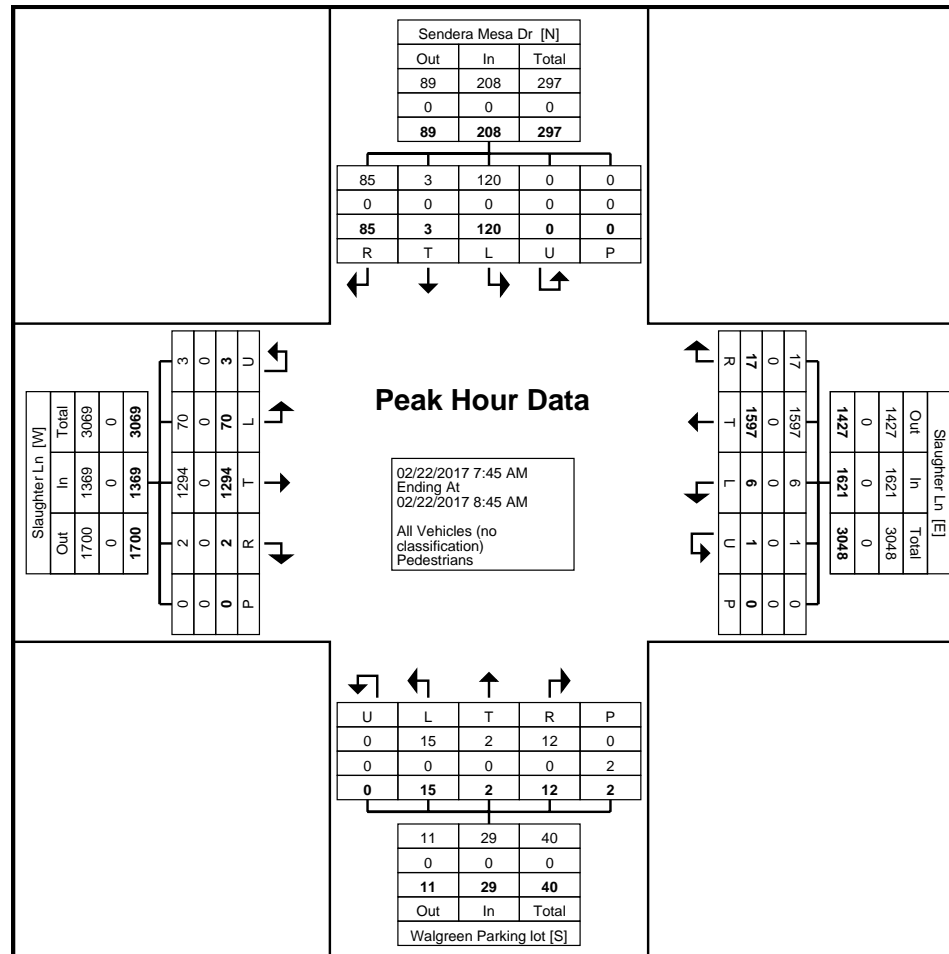 Sendera Mesa Dr [N]
Out In Total
89 208 297
0 0 0
89 208 297
85 3 120 0 0
0 0 0 0 0
85 3 120 0 0
R T L U P
Slaughter Ln [W]
Total In Out
3069 1369 1700
0 0 0
3069 1369 1700
3 70 1294 2 0
0 0 0 0 0
3 70 1294 2 0
U L T R P
Peak Hour Data
02/22/2017 7:45 AM
Ending At
02/22/2017 8:45 AM
All Vehicles (no
classification)
Pedestrians
R T L U P
17 1597 6 1 0
0 0 0 0 0
17 1597 6 1 0
1427 1621 3048
0 0 0
1427 1621 3048
Out In Total
Slaughter Ln [E]
U L T R P
0 15 2 12 0
0 0 0 0 2
0 15 2 12 2
11 29 40
0 0 0
11 29 40
Out In Total
Walgreen Parking lot [S]